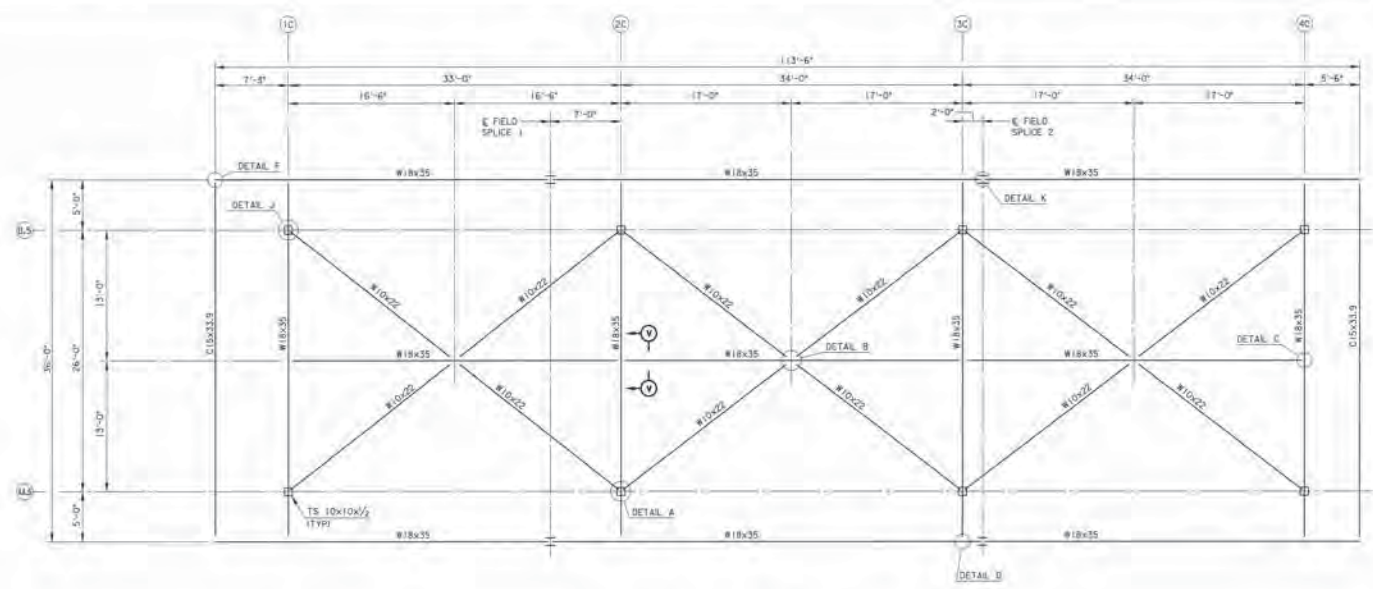 1C
2C
3C
4C
113'-6"
33'-0"
34'-0"
34'-0"
5'-6"
16'-6"
16'-6"
17'-0"
17'-0"
17'-0"
17'-0"
℄ FIELD
SPLICE 1
7'-0"
2'-0"
℄ FIELD
SPLICE 2
DETAIL F
W18x35
W18x35
W18x35
DETAIL K
DETAIL J
5'-0"
36'-0"
26'-0"
13'-0"
13'-0"
5'-0"
C15x33.9
W18x35
W10x22
W10x22
W18x35
W10x22
W10x22
W18x35
W10x22
W10x22
W18x35
C15x33.9
V
DETAIL B
DETAIL C
W18x35
W18x35
W18x35
V
W10x22
W10x22
W10x22
W10x22
W10x22
W10x22
TS 10x10x1/2
(TYP)
DETAIL A
W18x35
W18x35
W18x35
DETAIL D